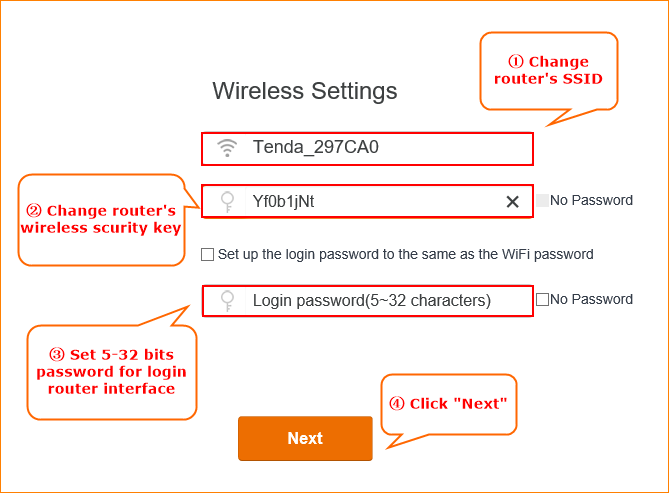 ① Change
router's SSID
Wireless Settings
Tenda_297CA0
② Change router's
wireless scurity key
Yf0b1jNt
No Password
Set up the login password to the same as the WiFi password
Login password(5~32 characters)
No Password
③ Set 5-32 bits
password for login
router interface
④ Click "Next"
Next